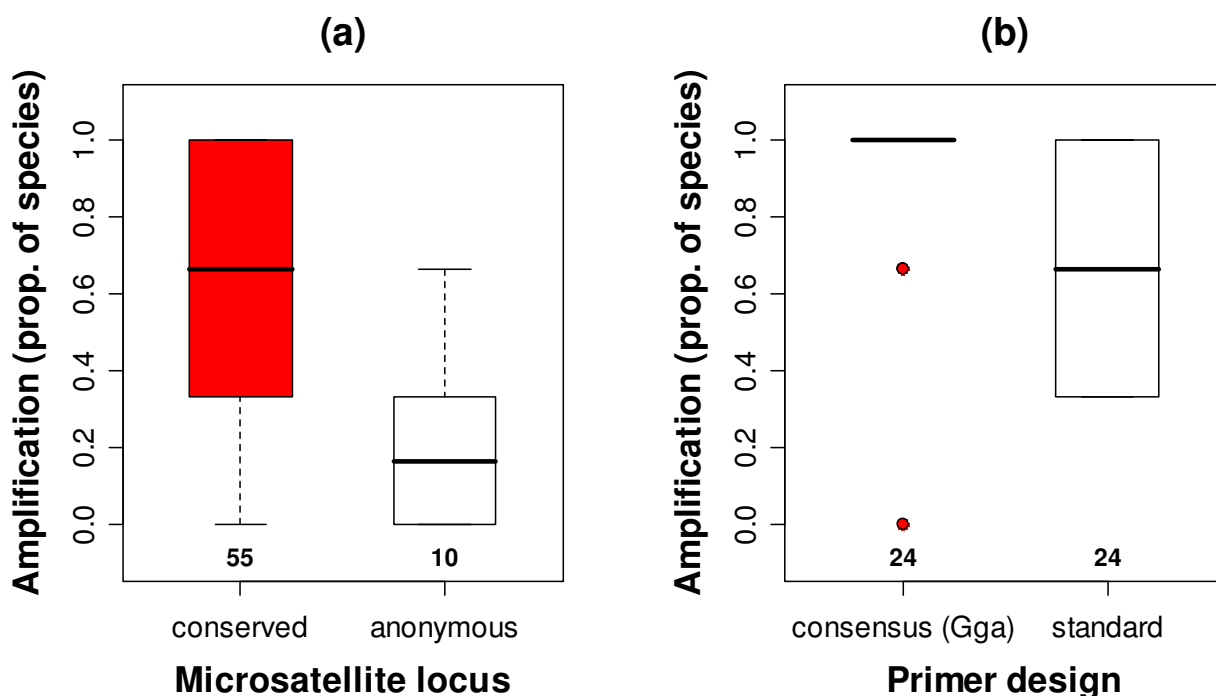 (a)
Amplification (prop. of species)
1.0
0.8
0.6
0.4
0.2
0.0
55
10
conserved
anonymous
Microsatellite locus
(b)
Amplification (prop. of species)
1.0
0.8
0.6
0.4
0.2
0.0
24
24
consensus (Gga)
standard
Primer design